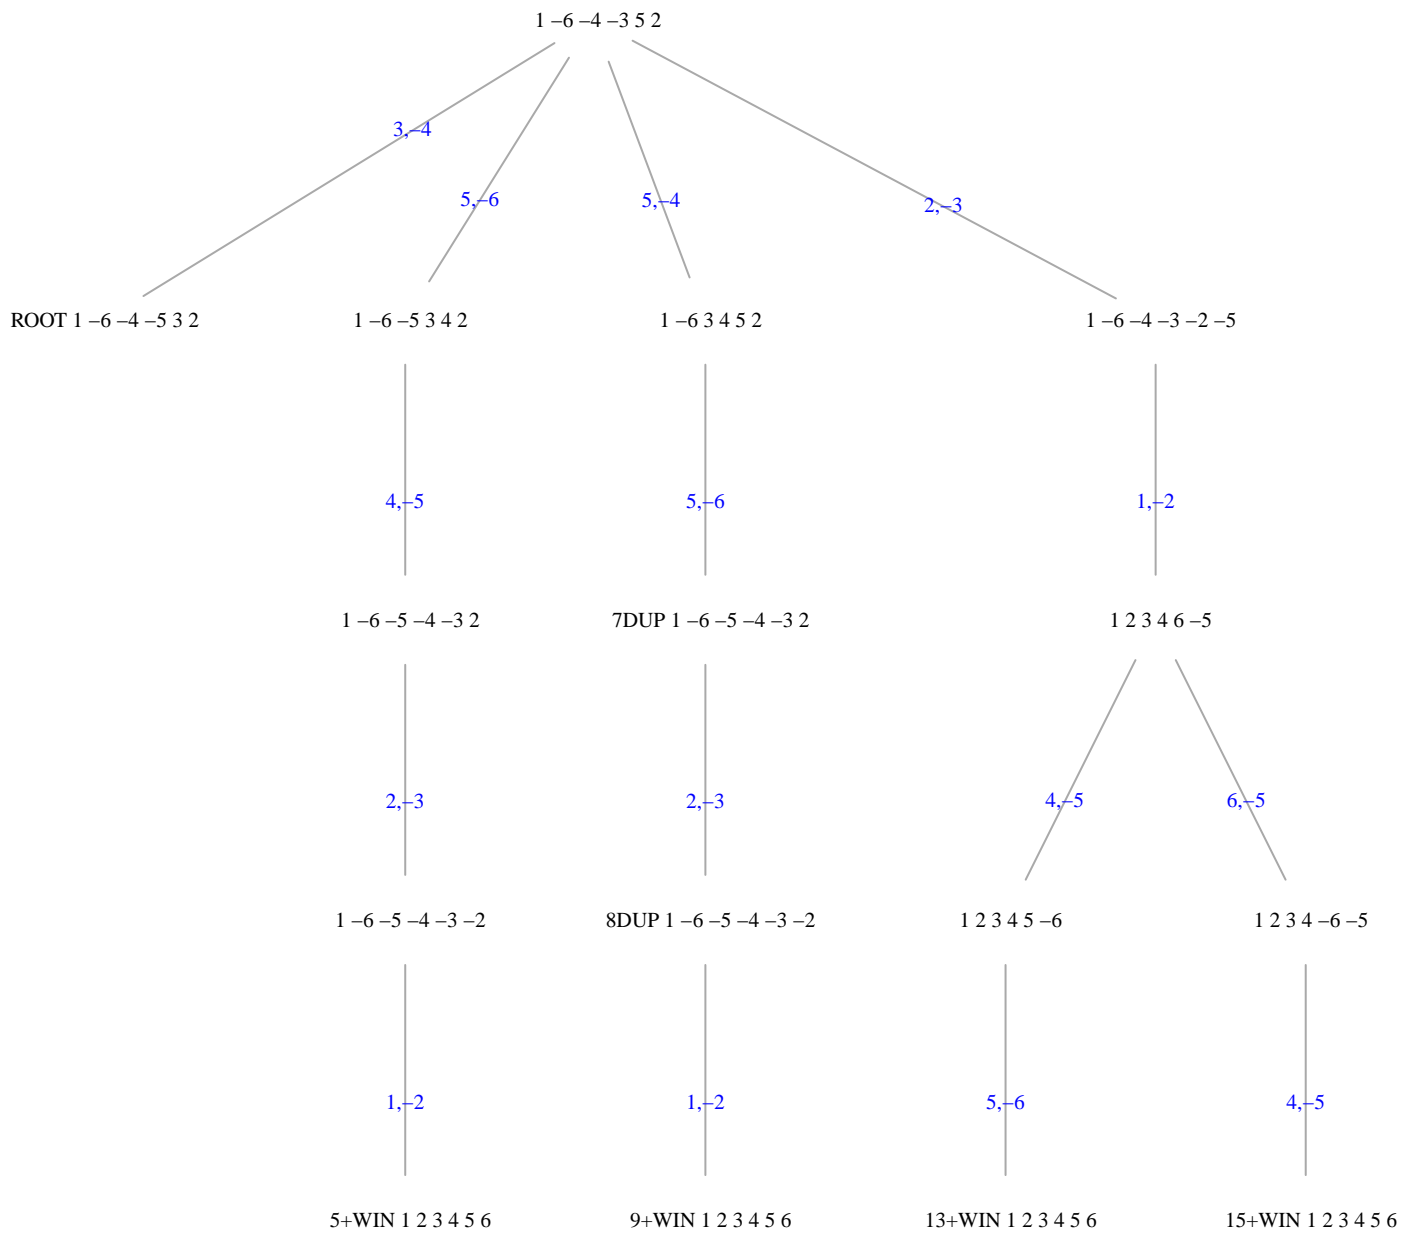 1 –6 –4 –3 5 2
3,–4
5,–6
5,–4
2,–3
ROOT 1 –6 –4 –5 3 2
1 –6 –5 3 4 2
1 –6 3 4 5 2
1 –6 –4 –3 –2 –5
4,–5
5,–6
1,–2
1 –6 –5 –4 –3 2
7DUP 1 –6 –5 –4 –3 2
1 2 3 4 6 –5
2,–3
2,–3
4,–5
6,–5
1 –6 –5 –4 –3 –2
8DUP 1 –6 –5 –4 –3 –2
1 2 3 4 5 –6
1 2 3 4 –6 –5
1,–2
1,–2
5,–6
4,–5
5+WIN 1 2 3 4 5 6
9+WIN 1 2 3 4 5 6
13+WIN 1 2 3 4 5 6
15+WIN 1 2 3 4 5 6